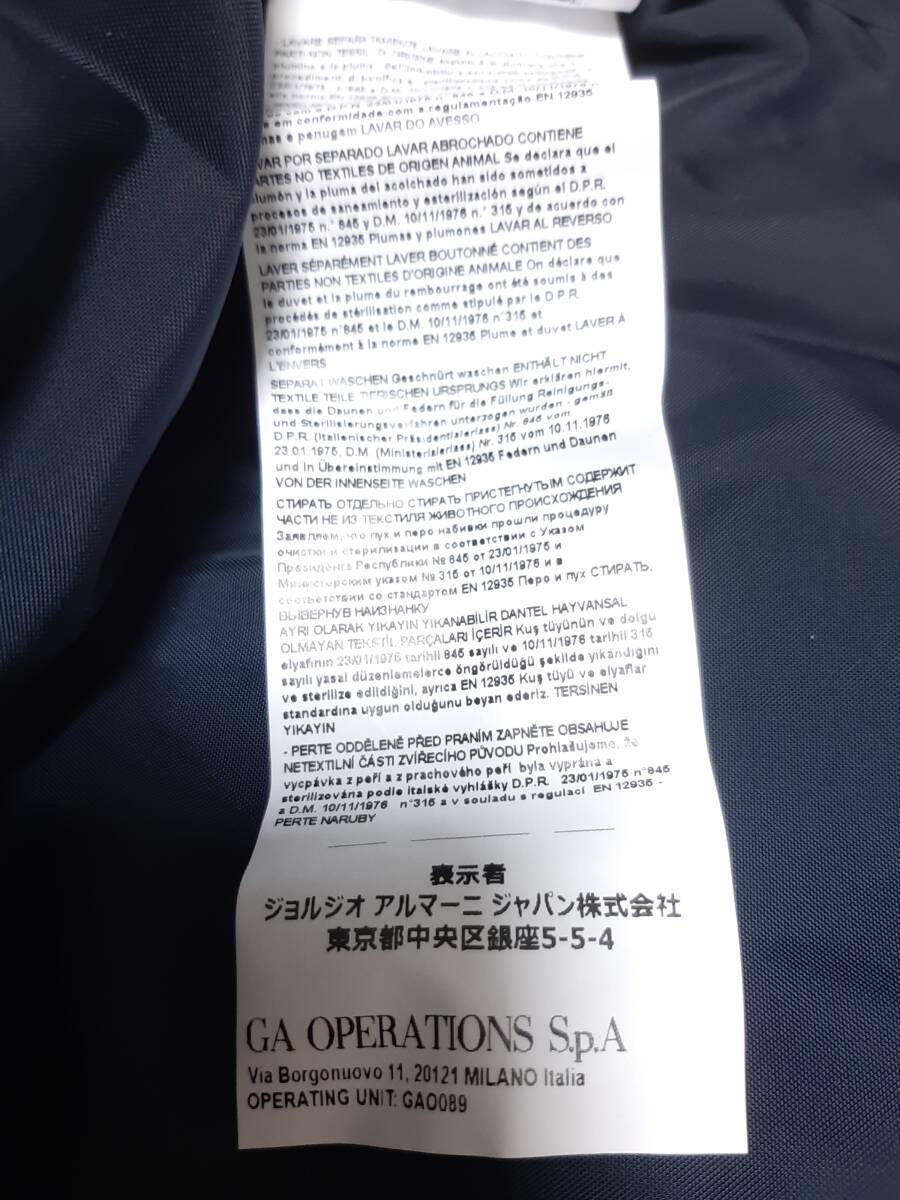 LAVARE SEPARATAMENTE LAVARE
e em conformidade com a regulamentação EN 12935
e penugem LAVAR DO AVESSO
VAR POR SEPARADO LAVAR ABROCHADO CONTIENE
ARTES NO TEXTILES DE ORIGEN ANIMAL Se declara que el
plumón y la pluma del acolchado han sido sometidos a
procesos de saneamiento y esterilización según el D.P.R.
23/01/1976 n.° 845 y D.M. 10/11/1976 n.° 315 y de acuerdo con
la norma EN 12935 Plumas y plumones LAVAR AL REVERSO
LAVER SÉPARÉMENT LAVER BOUTONNÉ CONTIENT DES
PARTIES NON TEXTILES D'ORIGINE ANIMALE On déclare que
le duvet et la plume du rembourrage ont été soumis à des
procédés de stérilisation comme stipulé par le D.P.R.
23/01/1976 n°845 et le D.M. 10/11/1976 n°315 et
conformément à la norme EN 12935 Plume et duvet LAVER À
L'ENVERS
SEPARAT WASCHEN Geschnürt waschen ENTHÄLT NICHT
TEXTILE TEILE TIERISCHEN URSPRUNGS Wir erklären hiermit,
dass die Daunen und Federn für die Füllung Reinigungs-
und Sterilisierungsverfahren unterzogen wurden - gemäß
D.P.R. (Italienischer Präsidentialerlass) Nr. 845 vom
23.01.1976, D.M. (Ministerialerlass) Nr. 315 vom 10.11.1976
und in Übereinstimmung mit EN 12935 Federn und Daunen
VON DER INNENSEITE WASCHEN
СТИРАТЬ ОТДЕЛЬНО СТИРАТЬ ПРИСТЕГНУТЫМ СОДЕРЖИТ
ЧАСТИ НЕ ИЗ ТЕКСТИЛЯ ЖИВОТНОГО ПРОИСХОЖДЕНИЯ
Заявляем, что пух и перо набивки прошли процедуру
очистки и стерилизации в соответствии с Указом
Президента Республики № 845 от 23/01/1976 и
Министерским указом № 315 от 10/11/1976 и в
соответствии со стандартом EN 12935 Перо и пух СТИРАТЬ,
ВЫВЕРНУВ НАИЗНАНКУ
AYRI OLARAK YIKAYIN YIKANABİLİR DANTEL HAYVANSAL
OLMAYAN TEKSTİL PARÇALARI İÇERİR Kuş tüyünün ve dolgu
elyafının 23/01/1976 tarihli 845 sayılı ve 10/11/1976 tarihli 315
sayılı yasal düzenlemelerce öngörüldüğü şekilde yıkandığını
ve sterilize edildiğini, ayrıca EN 12935 Kuş tüyü ve elyaflar
standardına uygun olduğunu beyan ederiz. TERSİNEN
YIKAYIN
- PERTE ODDĚLENĚ PŘED PRANÍM ZAPNĚTE OBSAHUJE
NETEXTILNÍ ČÁSTI ZVÍŘECÍHO PŮVODU Prohlašujeme, že
vycpávka z peří a z prachového peří byla vyprána a
sterilizována podle italské vyhlášky D.P.R. 23/01/1976 n°845
a D.M. 10/11/1976 n°315 a v souladu s regulací EN 12935 -
PERTE NARUBY
表示者
ジョルジオ アルマーニ ジャパン株式会社
東京都中央区銀座5-5-4
GA OPERATIONS S.p.A
Via Borgonuovo 11, 20121 MILANO Italia
OPERATING UNIT: GAO089